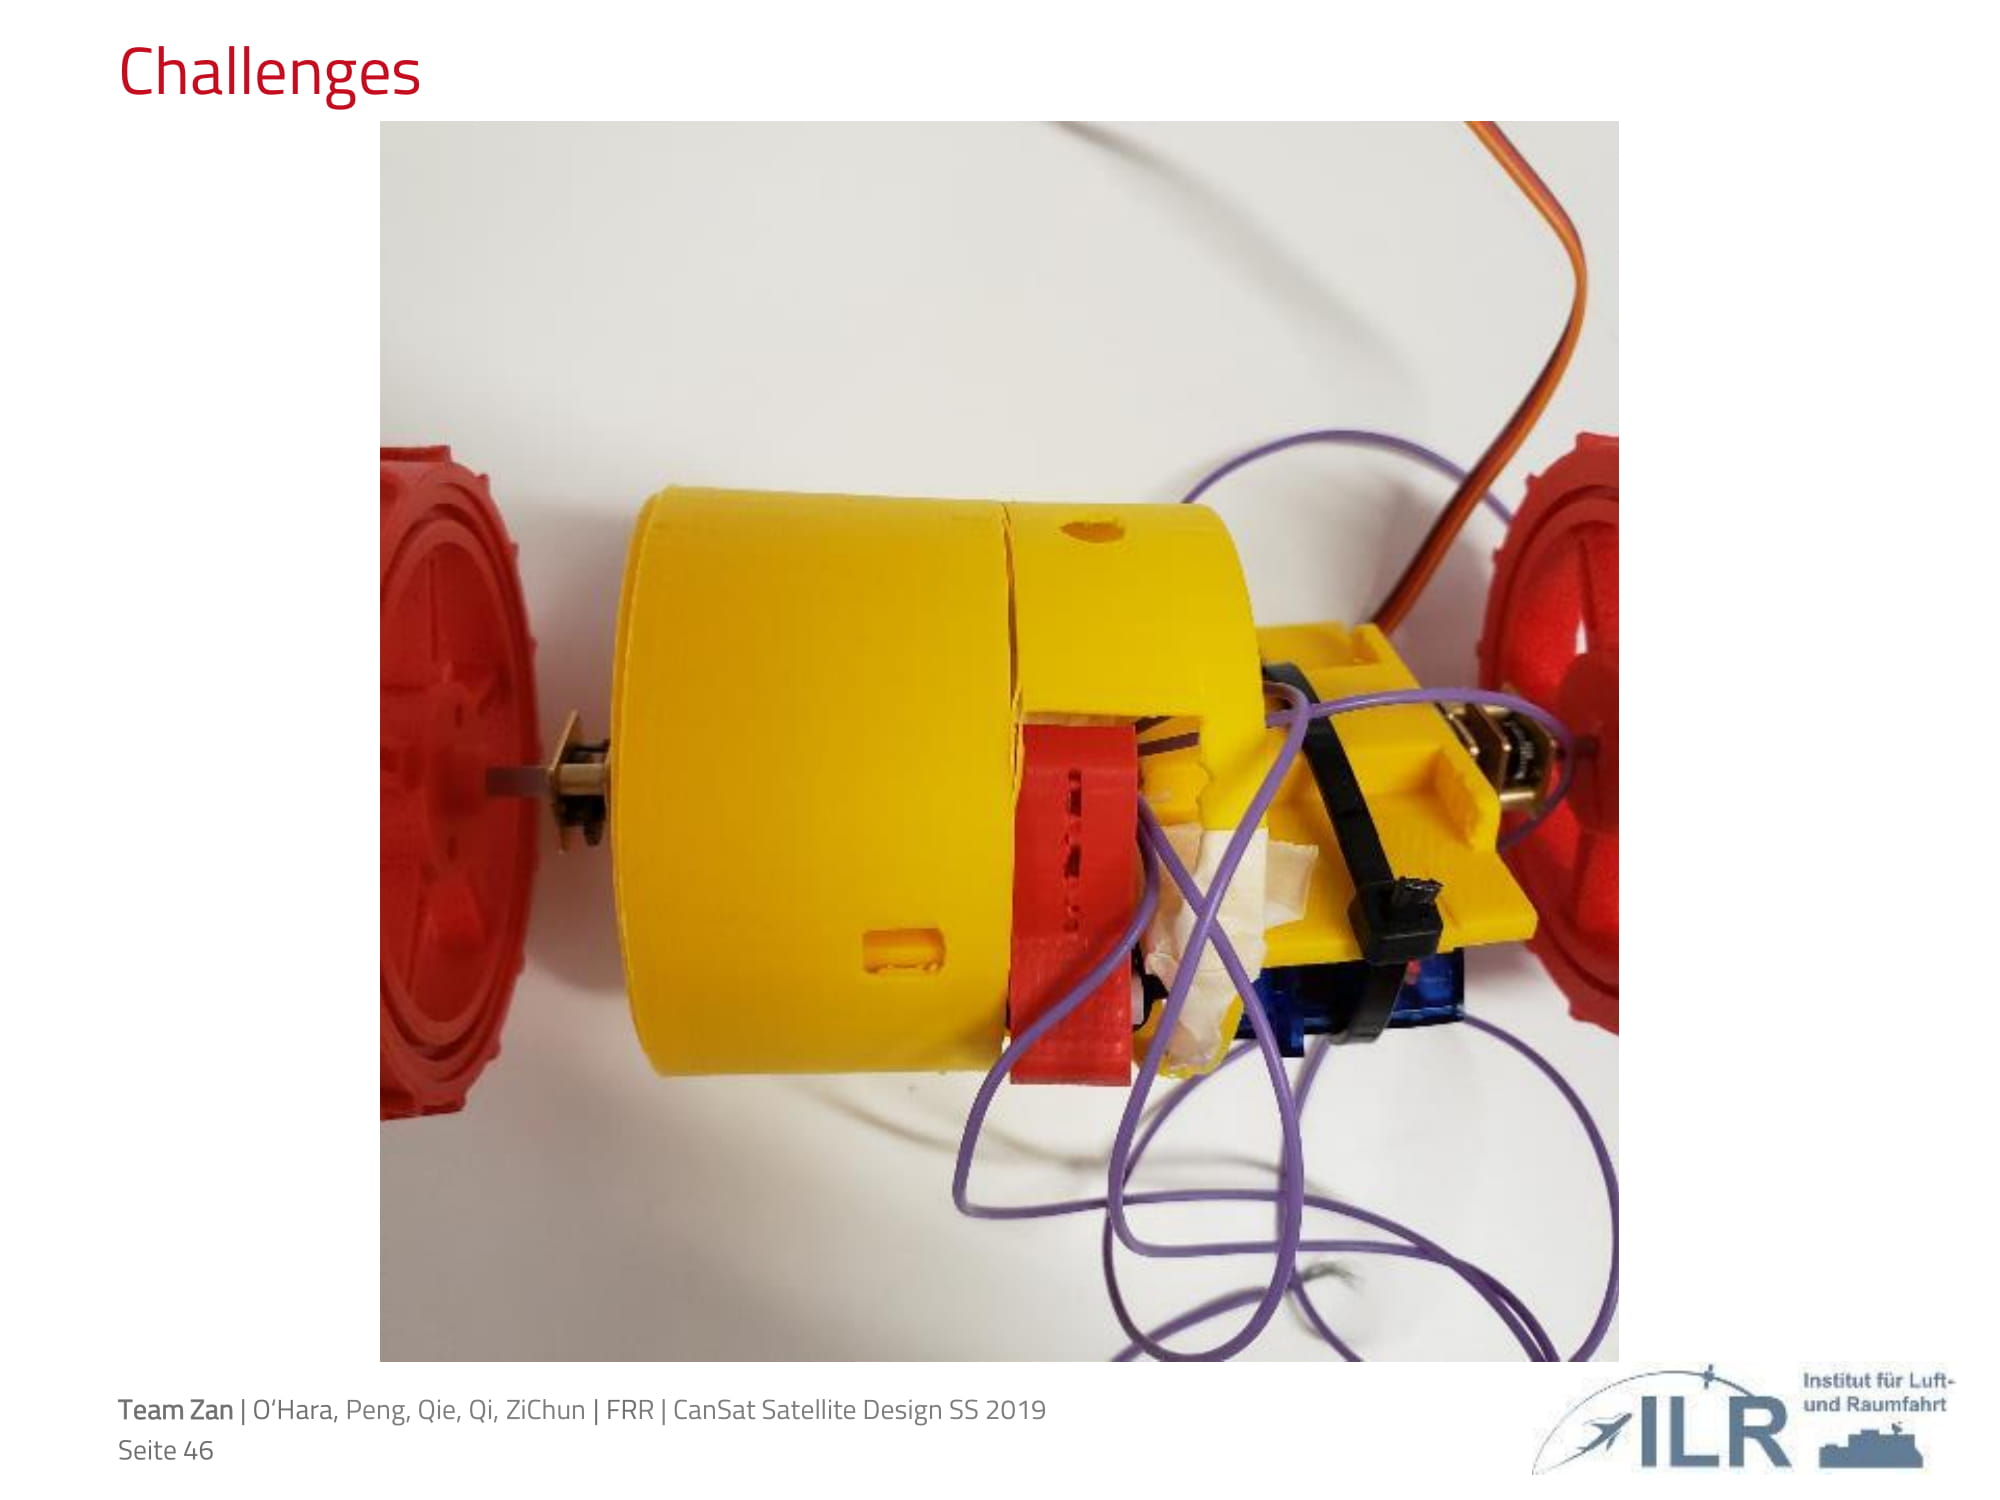 Challenges
Team Zan | O‘Hara, Peng, Qie, Qi, ZiChun | FRR | CanSat Satellite Design SS 2019
Seite 46
ILR
Institut für Luft-
und Raumfahrt